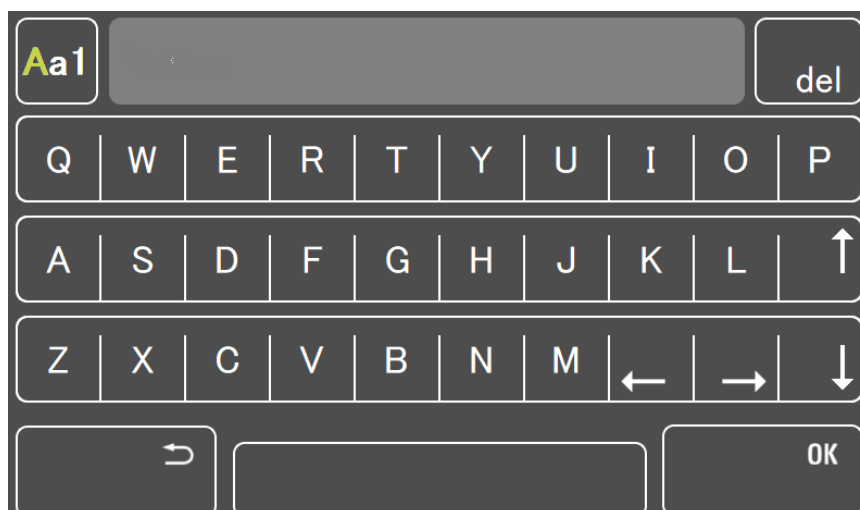 Aa1 del
Q W E R T Y U I O P
A S D F G H J K L ↑
Z X C V B N M ← → ↓
OK